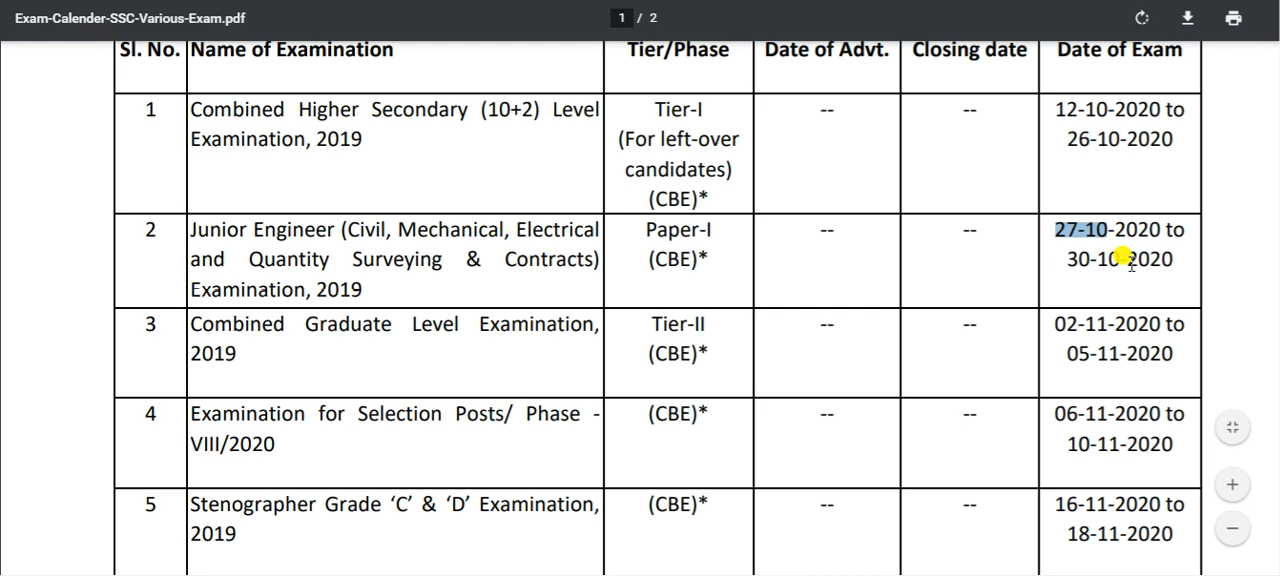 Exam-Calender-SSC-Various-Exam.pdf
1 / 2
Sl. No. Name of Examination Tier/Phase Date of Advt. Closing date Date of Exam
1 Combined Higher Secondary (10+2) Level Tier-I -- -- 12-10-2020 to
Examination, 2019 (For left-over 26-10-2020
candidates)
(CBE)*
2 Junior Engineer (Civil, Mechanical, Electrical Paper-I -- -- 27-10-2020 to
and Quantity Surveying & Contracts) (CBE)* 30-10-2020
Examination, 2019
3 Combined Graduate Level Examination, Tier-II -- -- 02-11-2020 to
2019 (CBE)* 05-11-2020
4 Examination for Selection Posts/ Phase - (CBE)* -- -- 06-11-2020 to
VIII/2020 10-11-2020
5 Stenographer Grade ‘C’ & ‘D’ Examination, (CBE)* -- -- 16-11-2020 to
2019 18-11-2020